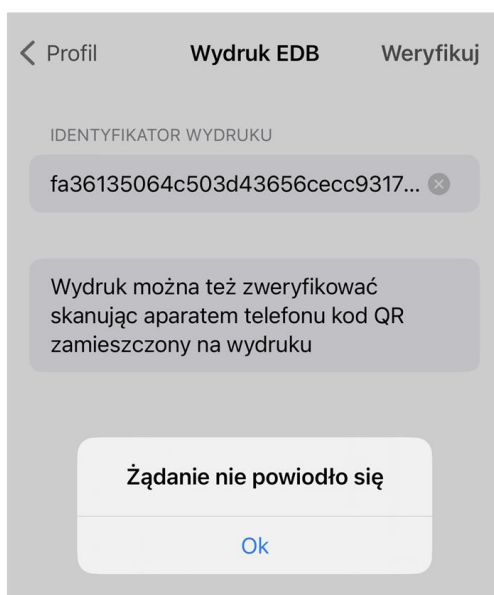 Profil Wydruk EDB Weryfikuj
IDENTYFIKATOR WYDRUKU
fa36135064c503d43656cecc9317...
Wydruk można też zweryfikować
skanując aparatem telefonu kod QR
zamieszczony na wydruku
Żądanie nie powiodło się
Ok